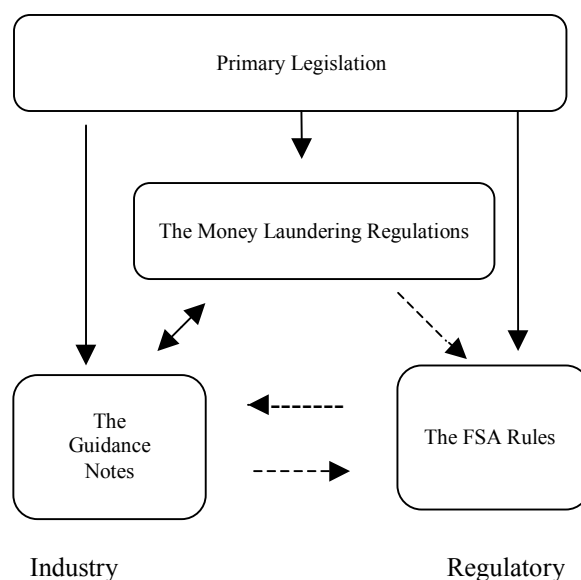 Primary Legislation
The Money Laundering Regulations
The
Guidance
Notes
The FSA Rules
Industry
Regulatory